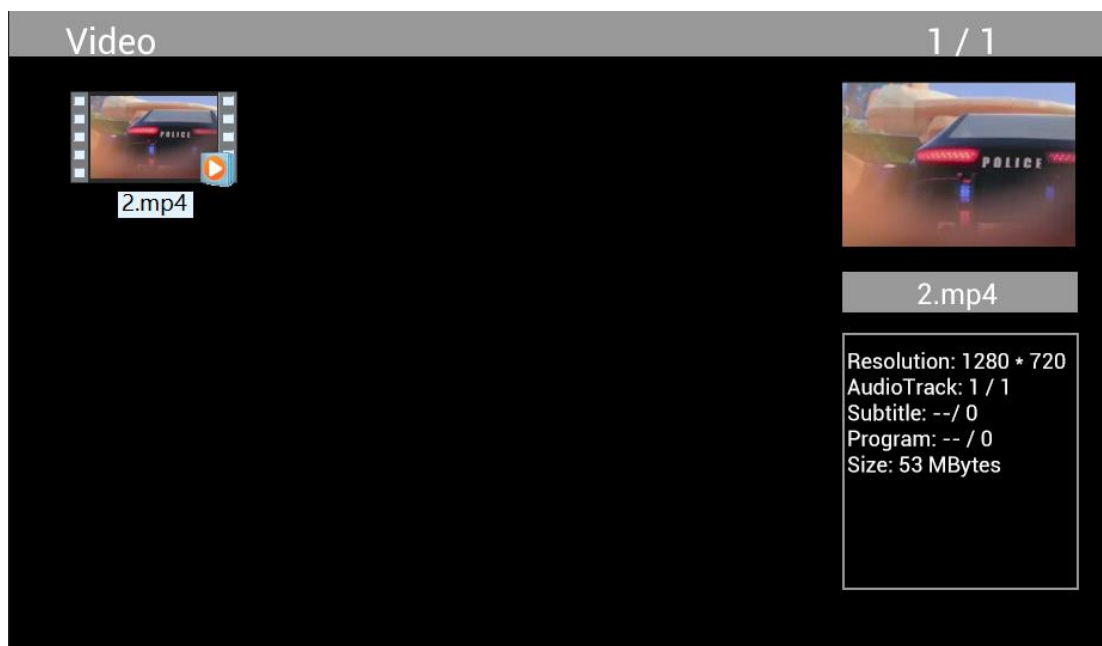 Video
1 / 1
POLICE
2.mp4
POLICE
2.mp4
Resolution: 1280 * 720
AudioTrack: 1 / 1
Subtitle: --/ 0
Program: -- / 0
Size: 53 MBytes